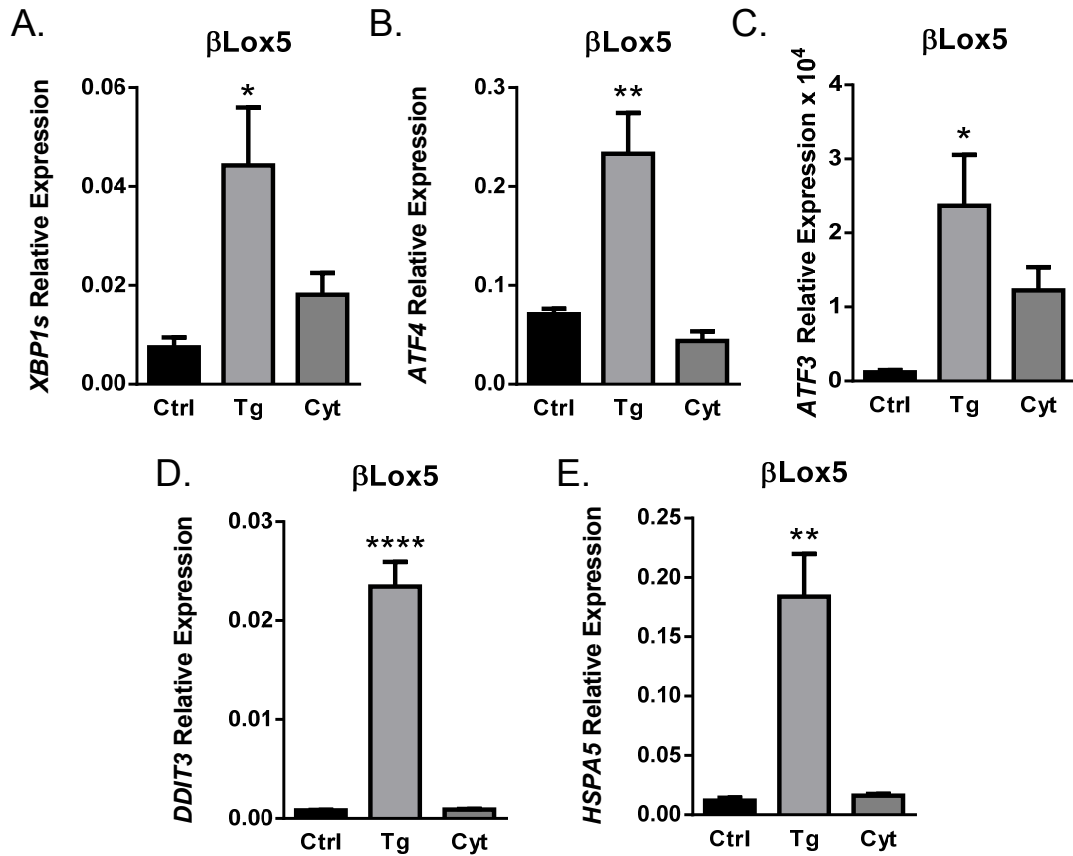 A.
βLox5
XBP1s Relative Expression
0.06
0.04
0.02
0.00
*
Ctrl Tg Cyt
B.
βLox5
ATF4 Relative Expression
0.3
0.2
0.1
0.0
**
Ctrl Tg Cyt
C.
βLox5
ATF3 Relative Expression x 10⁴
4
3
2
1
0
*
Ctrl Tg Cyt
D.
βLox5
DDIT3 Relative Expression
0.03
0.02
0.01
0.00
****
Ctrl Tg Cyt
E.
βLox5
HSPA5 Relative Expression
0.25
0.20
0.15
0.10
0.05
0.00
**
Ctrl Tg Cyt